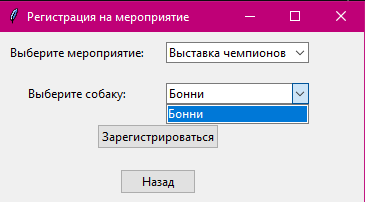 Регистрация на мероприятие
Выберите мероприятие: Выставка чемпионов
Выберите собаку: Бонни
Бонни
Зарегистрироваться
Назад